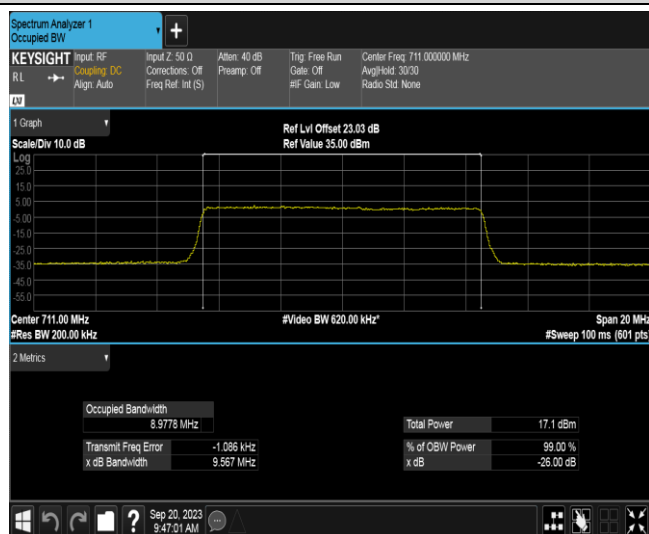 Spectrum Analyzer 1
Occupied BW
+
KEYSIGHT
RL
LXI
Input: RF
Coupling: DC
Align: Auto
Input Z: 50 Ω
Corrections: Off
Freq Ref: Int (S)
Atten: 40 dB
Preamp: Off
Trig: Free Run
Gate: Off
#IF Gain: Low
Center Freq: 711.000000 MHz
Avg|Hold: 30/30
Radio Std: None
1 Graph
Scale/Div 10.0 dB
Ref Lvl Offset 23.03 dB
Ref Value 35.00 dBm
Log
25.0
15.0
5.00
-5.00
-15.0
-25.0
-35.0
-45.0
-55.0
Center 711.00 MHz
#Res BW 200.00 kHz
#Video BW 620.00 kHz*
Span 20 MHz
#Sweep 100 ms (601 pts)
2 Metrics
Occupied Bandwidth
8.9778 MHz
Transmit Freq Error -1.086 kHz
x dB Bandwidth 9.567 MHz
Total Power 17.1 dBm
% of OBW Power 99.00 %
x dB -26.00 dB
?
Sep 20, 2023
9:47:01 AM